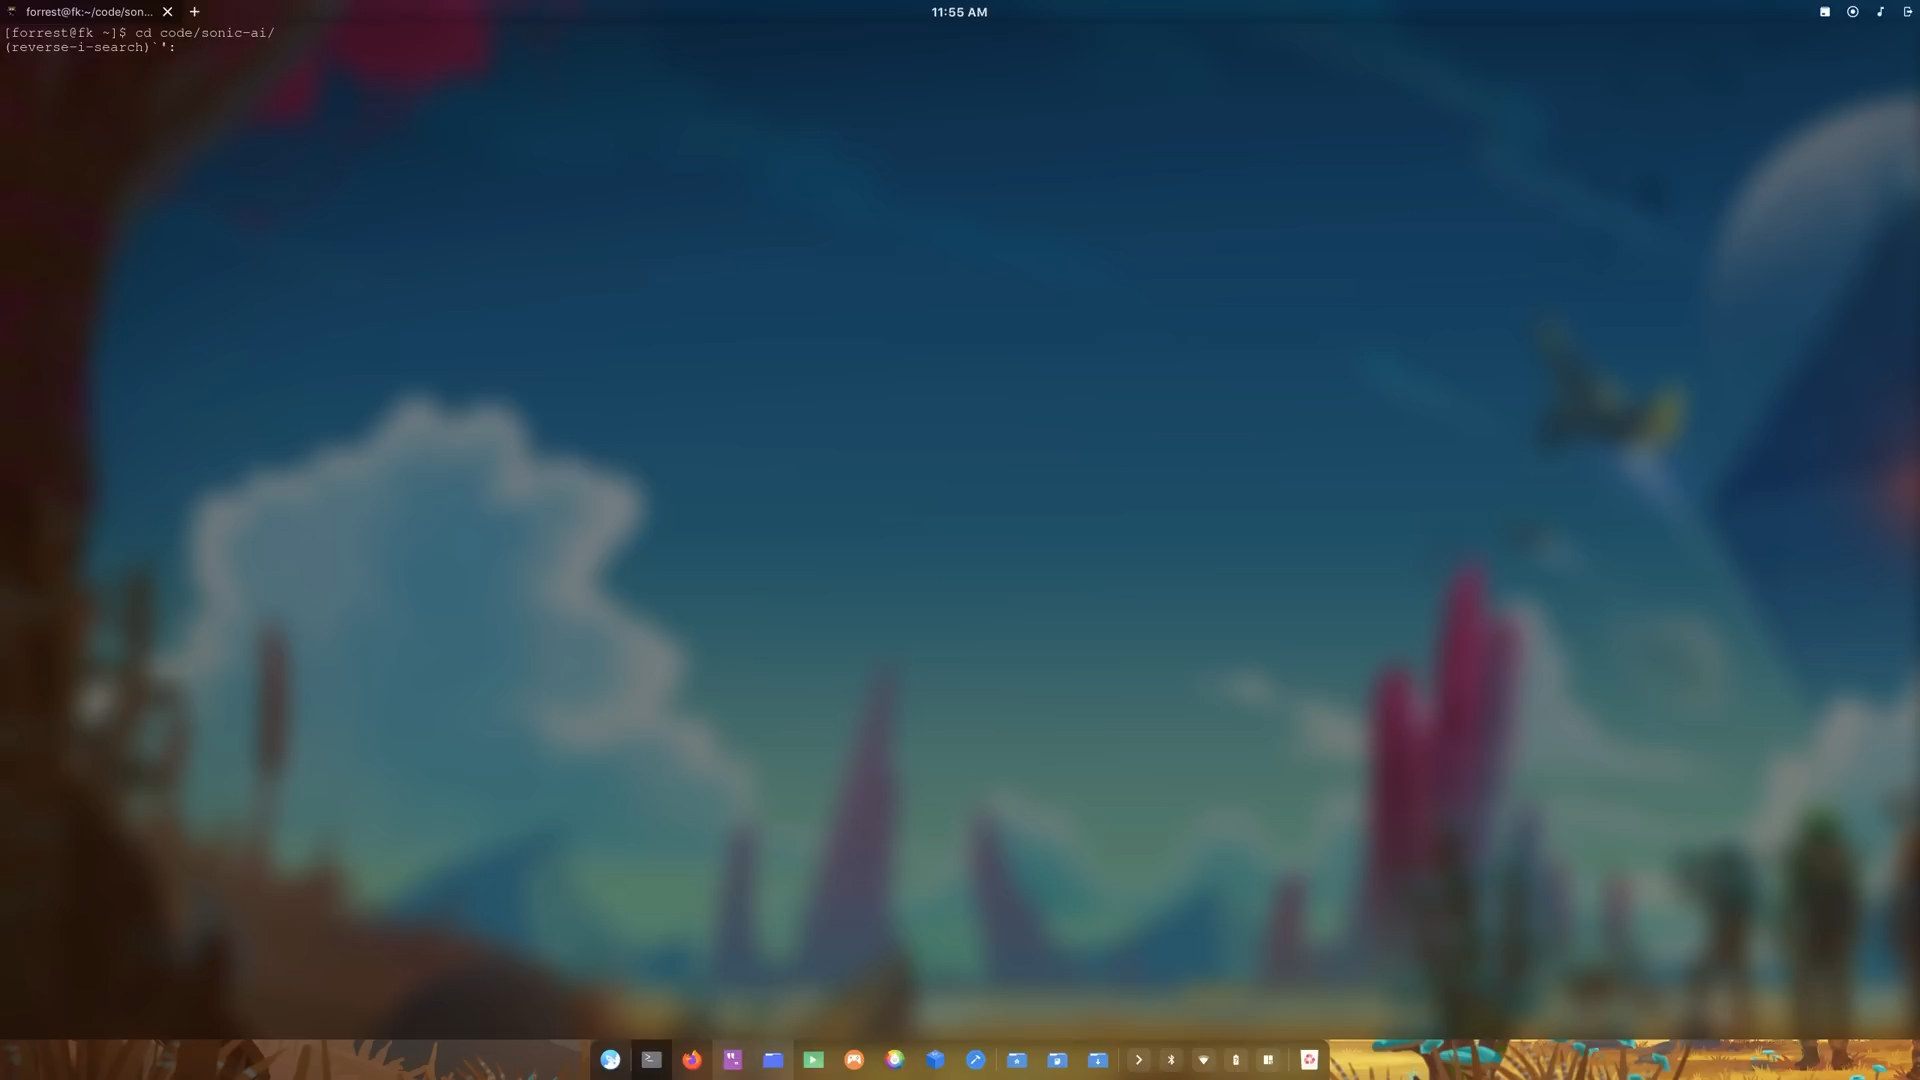 forrest@fk:~/code/son...
11:55 AM
[forrest@fk ~]$ cd code/sonic-ai/
(reverse-i-search)`':